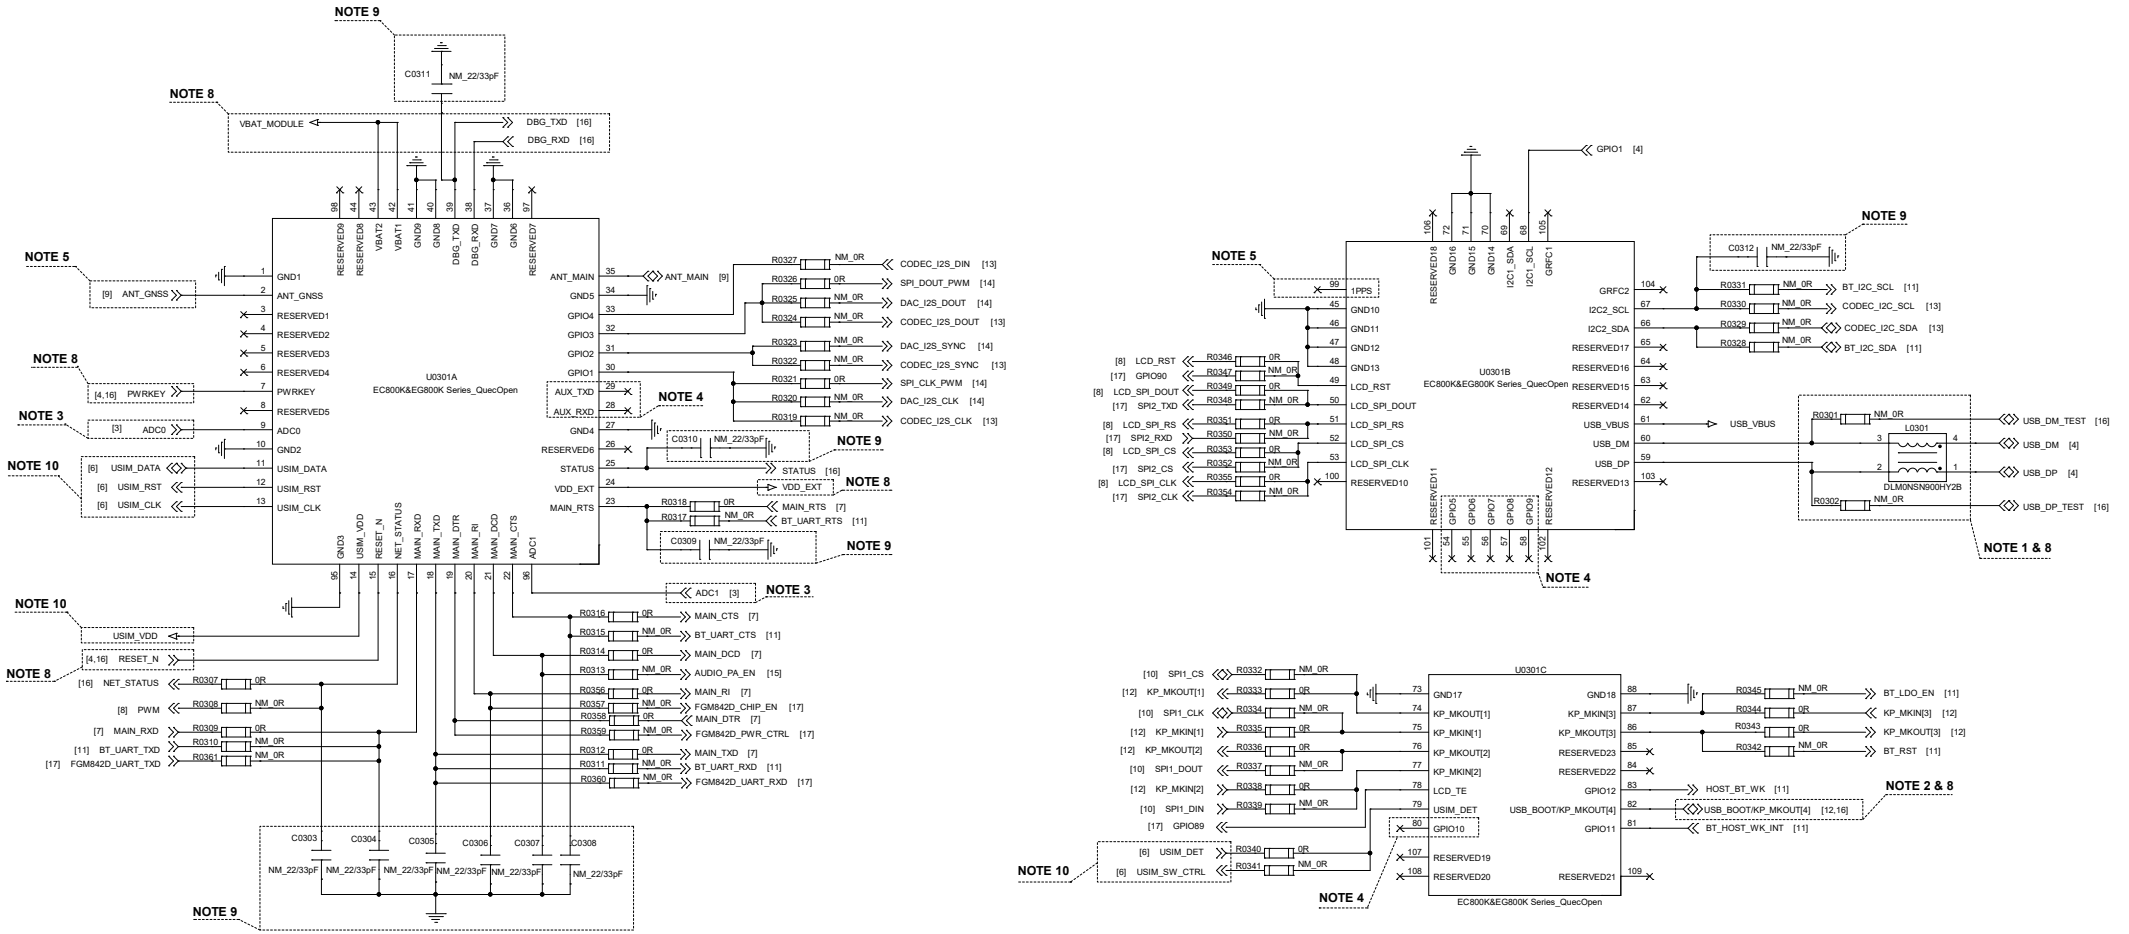 NOTE 9
C0311 NM_22/33pF
NOTE 8
VBAT_MODULE
DBG_TXD [16]
DBG_RXD [16]
98 44 43 42 41 40 39 38 37 36 97
RESERVED9 RESERVED8 VBAT2 VBAT1 GND9 GND8 DBG_TXD DBG_RXD GND7 GND6 RESERVED7
NOTE 5
[9] ANT_GNSS
NOTE 8
[4,16] PWRKEY
NOTE 3
[3] ADC0
NOTE 10
[6] USIM_DATA
[6] USIM_RST
[6] USIM_CLK
1 GND1
2 ANT_GNSS
3 RESERVED1
4 RESERVED2
5 RESERVED3
6 RESERVED4
7 PWRKEY
8 RESERVED5
9 ADC0
10 GND2
11 USIM_DATA
12 USIM_RST
13 USIM_CLK
U0301A
EC800K&EG800K Series_QuecOpen
ANT_MAIN 35 ANT_MAIN [9]
GND5 34
GPIO4 33
GPIO3 32
GPIO2 31
GPIO1 30
AUX_TXD 29
AUX_RXD 28
NOTE 4
GND4 27
RESERVED6 26
STATUS 25
VDD_EXT 24
MAIN_RTS 23
R0327 NM_0R CODEC_I2S_DIN [13]
R0326 0R SPI_DOUT_PWM [14]
R0325 NM_0R DAC_I2S_DOUT [14]
R0324 NM_0R CODEC_I2S_DOUT [13]
R0323 NM_0R DAC_I2S_SYNC [14]
R0322 NM_0R CODEC_I2S_SYNC [13]
R0321 0R SPI_CLK_PWM [14]
R0320 NM_0R DAC_I2S_CLK [14]
R0319 NM_0R CODEC_I2S_CLK [13]
C0310 NM_22/33pF
NOTE 9
STATUS [16]
VDD_EXT NOTE 8
R0318 0R MAIN_RTS [7]
R0317 NM_0R BT_UART_RTS [11]
C0309 NM_22/33pF
NOTE 9
GND3 USIM_VDD RESET_N NET_STATUS MAIN_RXD MAIN_TXD MAIN_DTR MAIN_RI MAIN_DCD MAIN_CTS ADC1
95 14 15 16 17 18 19 20 21 22 96
ADC1 [3] NOTE 3
NOTE 10
USIM_VDD
[4,16] RESET_N
NOTE 8
[16] NET_STATUS R0307 0R
[8] PWM R0308 NM_0R
[7] MAIN_RXD R0309 0R
[11] BT_UART_TXD R0310 NM_0R
[17] FGM842D_UART_TXD R0361 NM_0R
R0316 0R MAIN_CTS [7]
R0315 NM_0R BT_UART_CTS [11]
R0314 0R MAIN_DCD [7]
R0313 NM_0R AUDIO_PA_EN [15]
R0356 0R MAIN_RI [7]
R0357 NM_0R FGM842D_CHIP_EN [17]
R0358 0R MAIN_DTR [7]
R0359 NM_0R FGM842D_PWR_CTRL [17]
R0312 0R MAIN_TXD [7]
R0311 NM_0R BT_UART_RXD [11]
R0360 NM_0R FGM842D_UART_RXD [17]
C0303 C0304 C0305 C0306 C0307 C0308
NM_22/33pF NM_22/33pF NM_22/33pF NM_22/33pF NM_22/33pF NM_22/33pF
NOTE 9
GPIO1 [4]
106 72 71 70 69 68 105
RESERVED18 GND16 GND15 GND14 I2C1_SDA I2C1_SCL GRFC1
NOTE 5
99 1PPS
45 GND10
46 GND11
47 GND12
48 GND13
49 LCD_RST
50 LCD_SPI_DOUT
51 LCD_SPI_RS
52 LCD_SPI_CS
53 LCD_SPI_CLK
100 RESERVED10
[8] LCD_RST R0346 0R
[17] GPIO90 R0347 NM_0R
[8] LCD_SPI_DOUT R0349 0R
[17] SPI2_TXD R0348 NM_0R
[8] LCD_SPI_RS R0351 0R
[17] SPI2_RXD R0350 NM_0R
[8] LCD_SPI_CS R0353 0R
[17] SPI2_CS R0352 NM_0R
[8] LCD_SPI_CLK R0355 0R
[17] SPI2_CLK R0354 NM_0R
U0301B
EC800K&EG800K Series_QuecOpen
GRFC2 104
I2C2_SCL 67
I2C2_SDA 66
RESERVED17 65
RESERVED16 64
RESERVED15 63
RESERVED14 62
USB_VBUS 61 USB_VBUS
USB_DM 60
USB_DP 59
RESERVED13 103
NOTE 9
C0312 NM_22/33pF
R0331 NM_0R BT_I2C_SCL [11]
R0330 NM_0R CODEC_I2C_SCL [13]
R0329 NM_0R CODEC_I2C_SDA [13]
R0328 NM_0R BT_I2C_SDA [11]
R0301 NM_0R USB_DM_TEST [16]
L0301
3 4 USB_DM [4]
2 1 USB_DP [4]
DLM0NSN900HY2B
R0302 NM_0R USB_DP_TEST [16]
NOTE 1 & 8
RESERVED11 GPIO5 GPIO6 GPIO7 GPIO8 GPIO9 RESERVED12
101 54 55 56 57 58 102
NOTE 4
[10] SPI1_CS R0332 NM_0R
[12] KP_MKOUT[1] R0333 0R
[10] SPI1_CLK R0334 NM_0R
[12] KP_MKIN[1] R0335 0R
[12] KP_MKOUT[2] R0336 0R
[10] SPI1_DOUT R0337 NM_0R
[12] KP_MKIN[2] R0338 0R
[10] SPI1_DIN R0339 NM_0R
[17] GPIO89
[6] USIM_DET R0340 0R
[6] USIM_SW_CTRL R0341 NM_0R
NOTE 10
NOTE 4
U0301C
73 GND17
74 KP_MKOUT[1]
75 KP_MKIN[1]
76 KP_MKOUT[2]
77 KP_MKIN[2]
78 LCD_TE
79 USIM_DET
80 GPIO10
107 RESERVED19
108 RESERVED20
GND18 88
KP_MKIN[3] 87
KP_MKOUT[3] 86
RESERVED23 85
RESERVED22 84
GPIO12 83 HOST_BT_WK [11]
USB_BOOT/KP_MKOUT[4] 82 USB_BOOT/KP_MKOUT[4] [12,16]
GPIO11 81 BT_HOST_WK_INT [11]
RESERVED21 109
R0345 NM_0R BT_LDO_EN [11]
R0344 0R KP_MKIN[3] [12]
R0343 0R KP_MKOUT[3] [12]
R0342 NM_0R BT_RST [11]
NOTE 2 & 8
EC800K&EG800K Series_QuecOpen